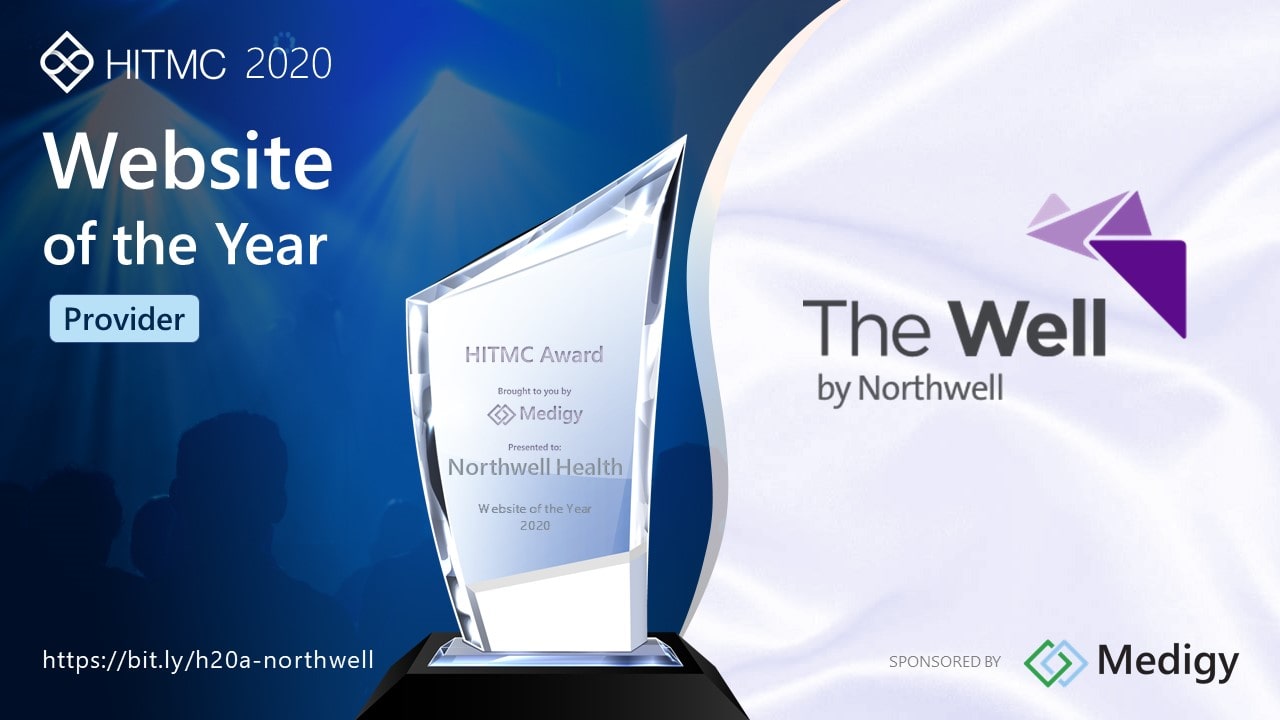 HITMC 2020
Website
of the Year
Provider
HITMC Award
Brought to you by
Medigy
Presented to:
Northwell Health
Website of the Year
2020
https://bit.ly/h20a-northwell
The Well
by Northwell
SPONSORED BY Medigy